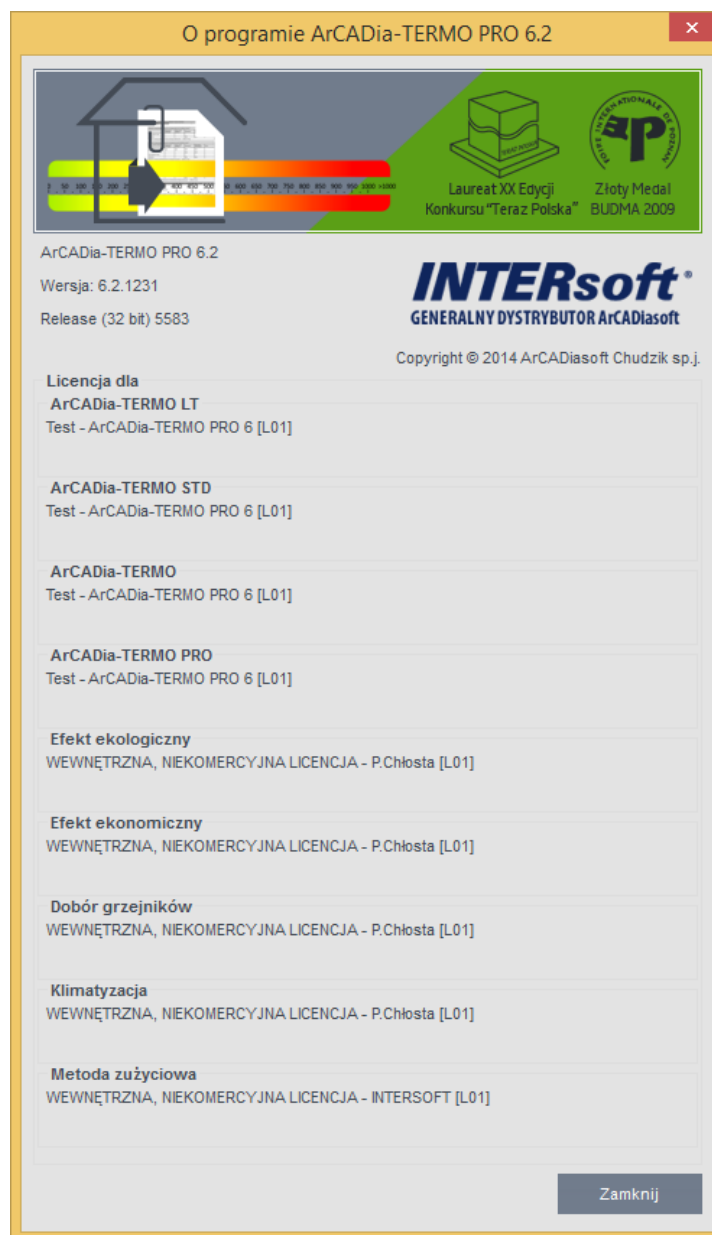 O programie ArCADia-TERMO PRO 6.2
Laureat XX Edycji
Konkursu "Teraz Polska"
Złoty Medal
BUDMA 2009
ArCADia-TERMO PRO 6.2
Wersja: 6.2.1231
Release (32 bit) 5583
INTERsoft
GENERALNY DYSTRYBUTOR ArCADiasoft
Copyright © 2014 ArCADiasoft Chudzik sp.j.
Licencja dla
ArCADia-TERMO LT
Test - ArCADia-TERMO PRO 6 [L01]
ArCADia-TERMO STD
Test - ArCADia-TERMO PRO 6 [L01]
ArCADia-TERMO
Test - ArCADia-TERMO PRO 6 [L01]
ArCADia-TERMO PRO
Test - ArCADia-TERMO PRO 6 [L01]
Efekt ekologiczny
WEWNĘTRZNA, NIEKOMERCYJNA LICENCJA - P.Chłosta [L01]
Efekt ekonomiczny
WEWNĘTRZNA, NIEKOMERCYJNA LICENCJA - P.Chłosta [L01]
Dobór grzejników
WEWNĘTRZNA, NIEKOMERCYJNA LICENCJA - P.Chłosta [L01]
Klimatyzacja
WEWNĘTRZNA, NIEKOMERCYJNA LICENCJA - P.Chłosta [L01]
Metoda zużyciowa
WEWNĘTRZNA, NIEKOMERCYJNA LICENCJA - INTERSOFT [L01]
Zamknij